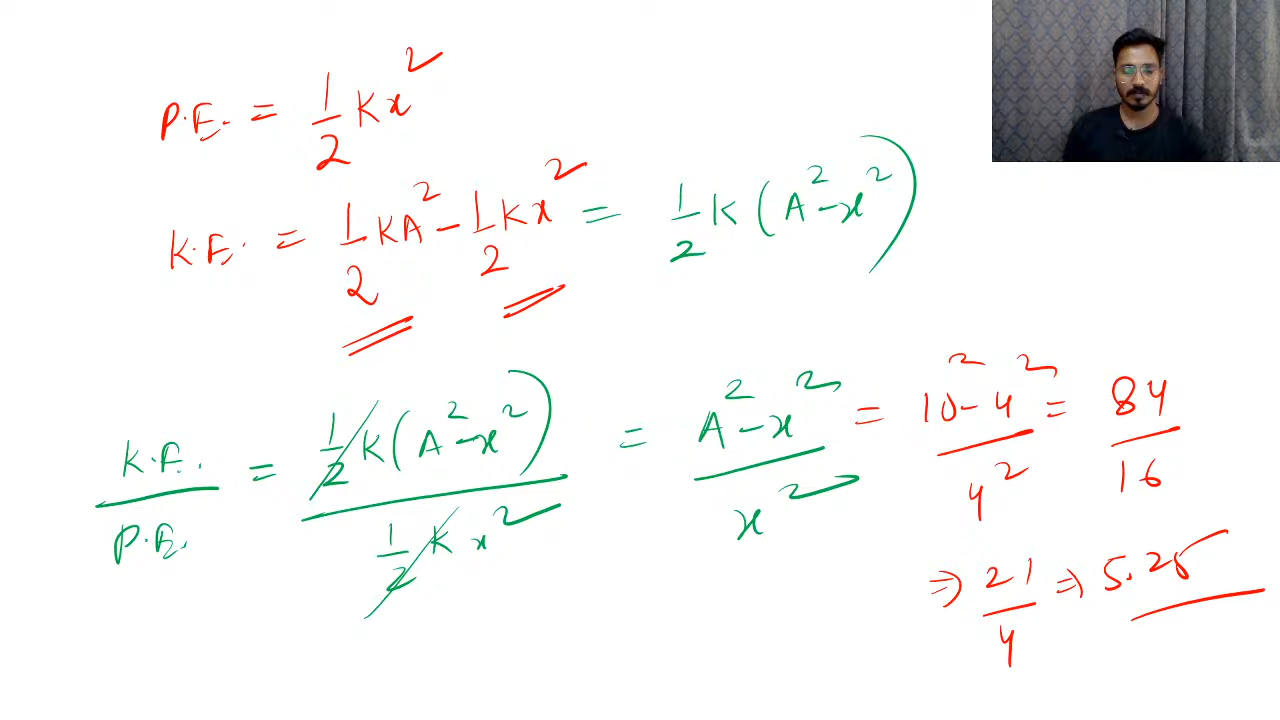 P.E. = 1/2 Kx²
K.E. = 1/2 KA² - 1/2 Kx² = 1/2 K(A²-x²)
K.E./P.E. = 1/2 K(A²-x²) / 1/2 Kx² = A²-x² / x² = 10²-4² / 4² = 84/16
⇒ 21/4 ⇒ 5.25